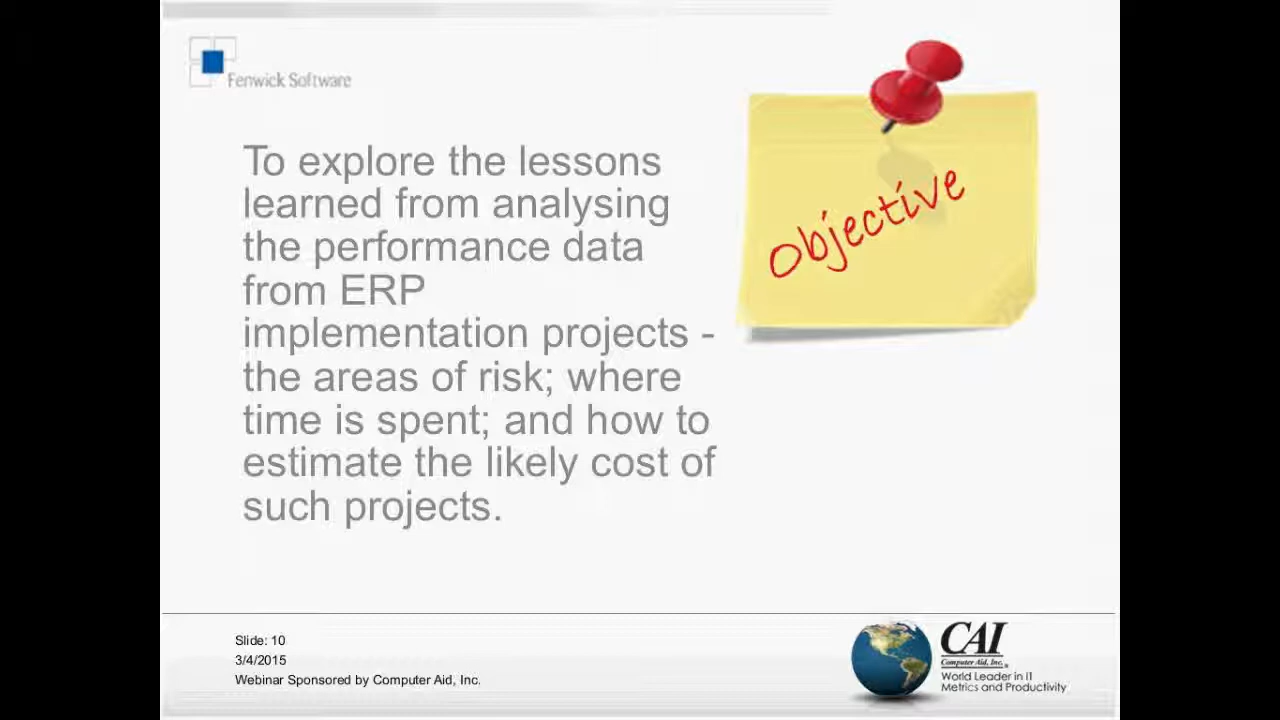 Fenwick Software
To explore the lessons
learned from analysing
the performance data
from ERP
implementation projects -
the areas of risk; where
time is spent; and how to
estimate the likely cost of
such projects.
Objective
Slide: 10
3/4/2015
Webinar Sponsored by Computer Aid, Inc.
CAI
Computer Aid, Inc.
World Leader in IT
Metrics and Productivity